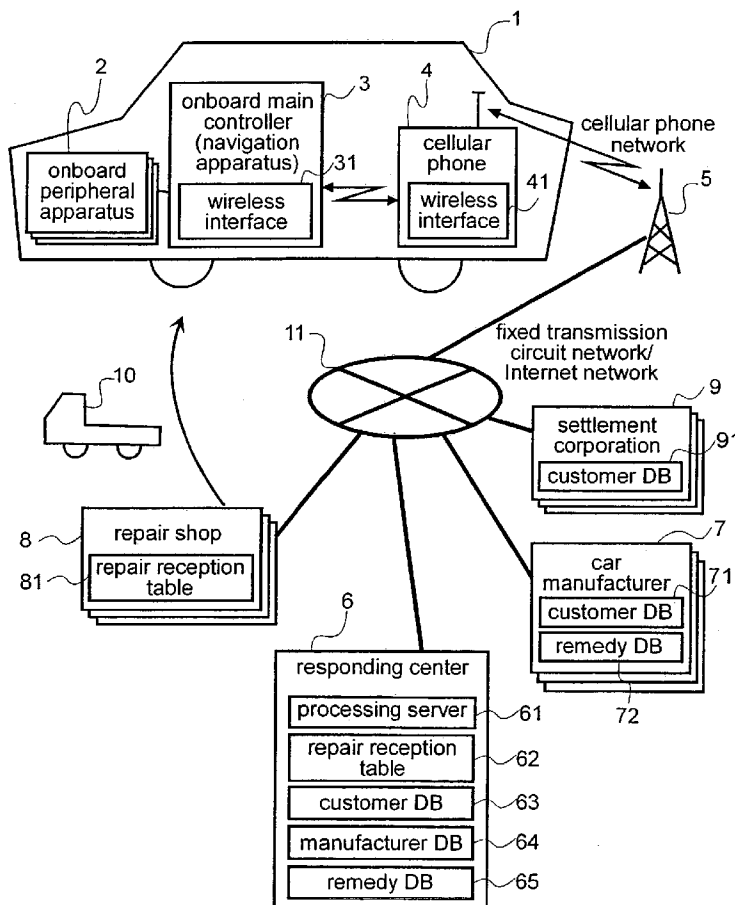 1
2
3
4
onboard main
controller
(navigation
apparatus)
31
wireless
interface
onboard
peripheral
apparatus
cellular
phone
wireless
interface
41
cellular phone
network
5
11
fixed transmission
circuit network/
Internet network
10
9
settlement
corporation
91
customer DB
8
repair shop
81
repair reception
table
7
car
manufacturer
71
customer DB
remedy DB
72
6
responding center
processing server
61
repair reception
table
62
customer DB
63
manufacturer DB
64
remedy DB
65